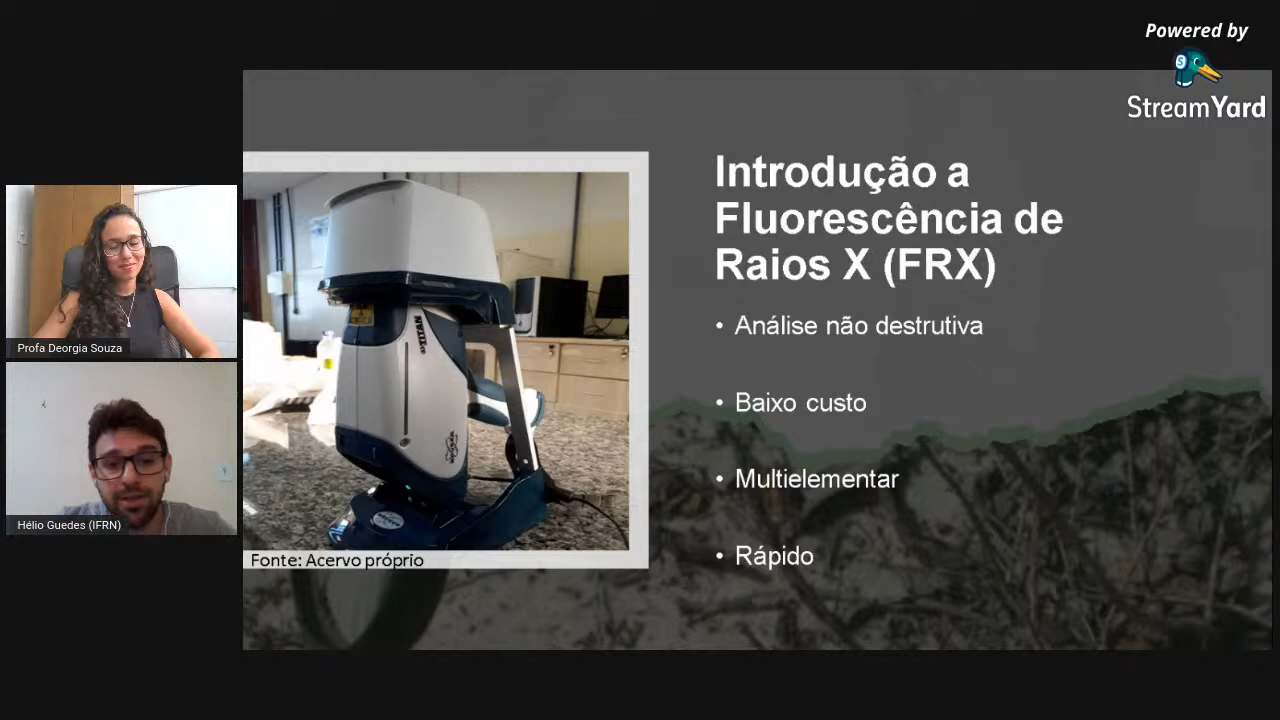 Powered by
StreamYard
Introdução a
Fluorescência de
Raios X (FRX)
• Análise não destrutiva
• Baixo custo
• Multielementar
• Rápido
TITAN
Fonte: Acervo próprio
Profa Deorgia Souza
Hélio Guedes (IFRN)